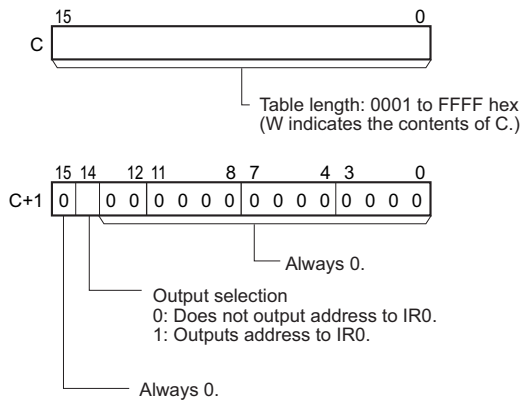 15 0
C
Table length: 0001 to FFFF hex
(W indicates the contents of C.)
15 14 12 11 8 7 4 3 0
C+1 0 0 0 0 0 0 0 0 0 0 0 0 0 0 0
Always 0.
Output selection
0: Does not output address to IR0.
1: Outputs address to IR0.
Always 0.